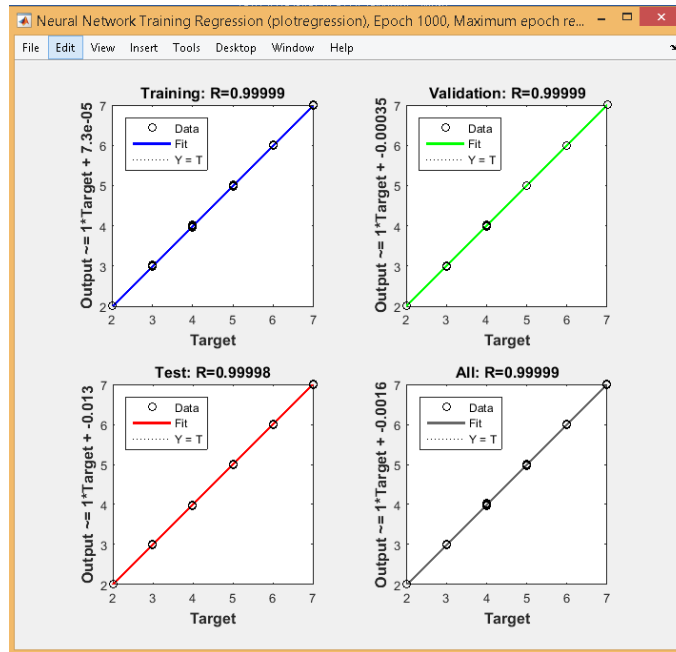 Neural Network Training Regression (plotregression), Epoch 1000, Maximum epoch re...
File Edit View Insert Tools Desktop Window Help
Training: R=0.99999
Output ~= 1*Target + 7.3e-05
7
6
5
4
3
2
Data
Fit
Y = T
2 3 4 5 6 7
Target
Validation: R=0.99999
Output ~= 1*Target + -0.00035
7
6
5
4
3
2
Data
Fit
Y = T
2 3 4 5 6 7
Target
Test: R=0.99998
Output ~= 1*Target + -0.013
7
6
5
4
3
2
Data
Fit
Y = T
2 3 4 5 6 7
Target
All: R=0.99999
Output ~= 1*Target + -0.0016
7
6
5
4
3
2
Data
Fit
Y = T
2 3 4 5 6 7
Target